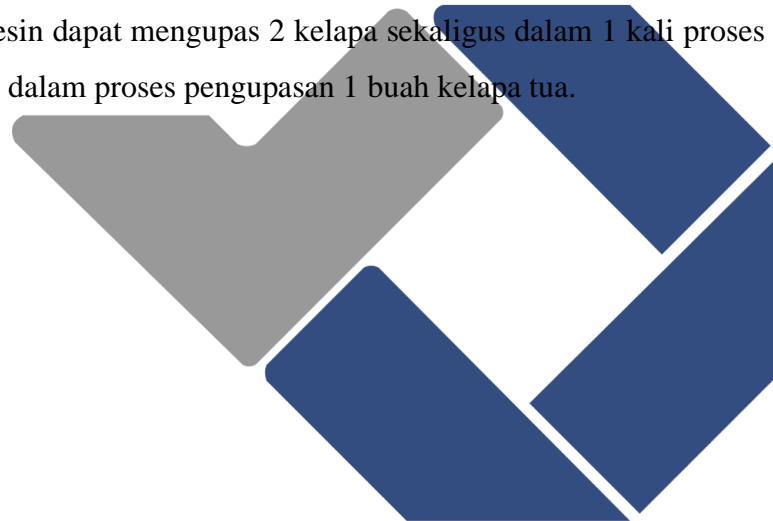 esin dapat mengupas 2 kelapa sekaligus dalam 1 kali proses
dalam proses pengupasan 1 buah kelapa tua.